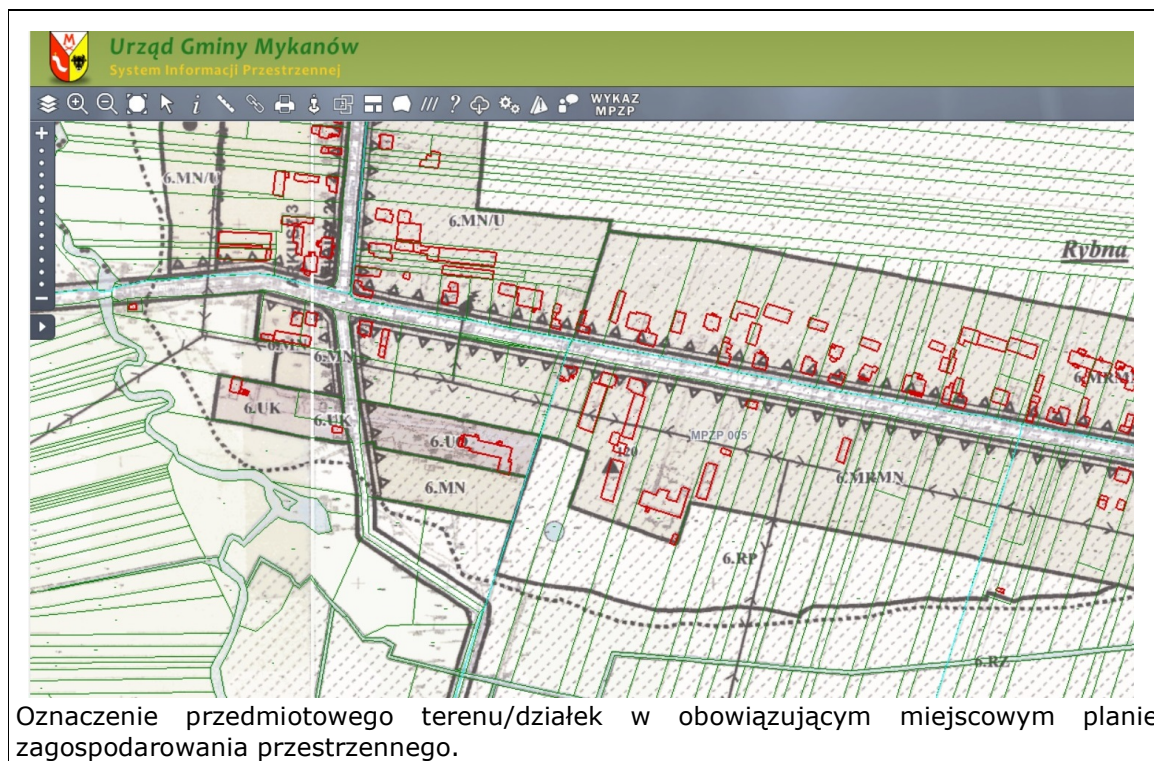 Urząd Gminy Mykanów
System Informacji Przestrzennej
WYKAZ
MPZP
6.MN/U
6.MN/U
Rybna
6.MN
6.MN
6.UK
6.UK
6.UO
MPZP 005
420
6.MN
6.MRMN
6.RP
6.RZ
Oznaczenie przedmiotowego terenu/działek w obowiązującym miejscowym planie
zagospodarowania przestrzennego.